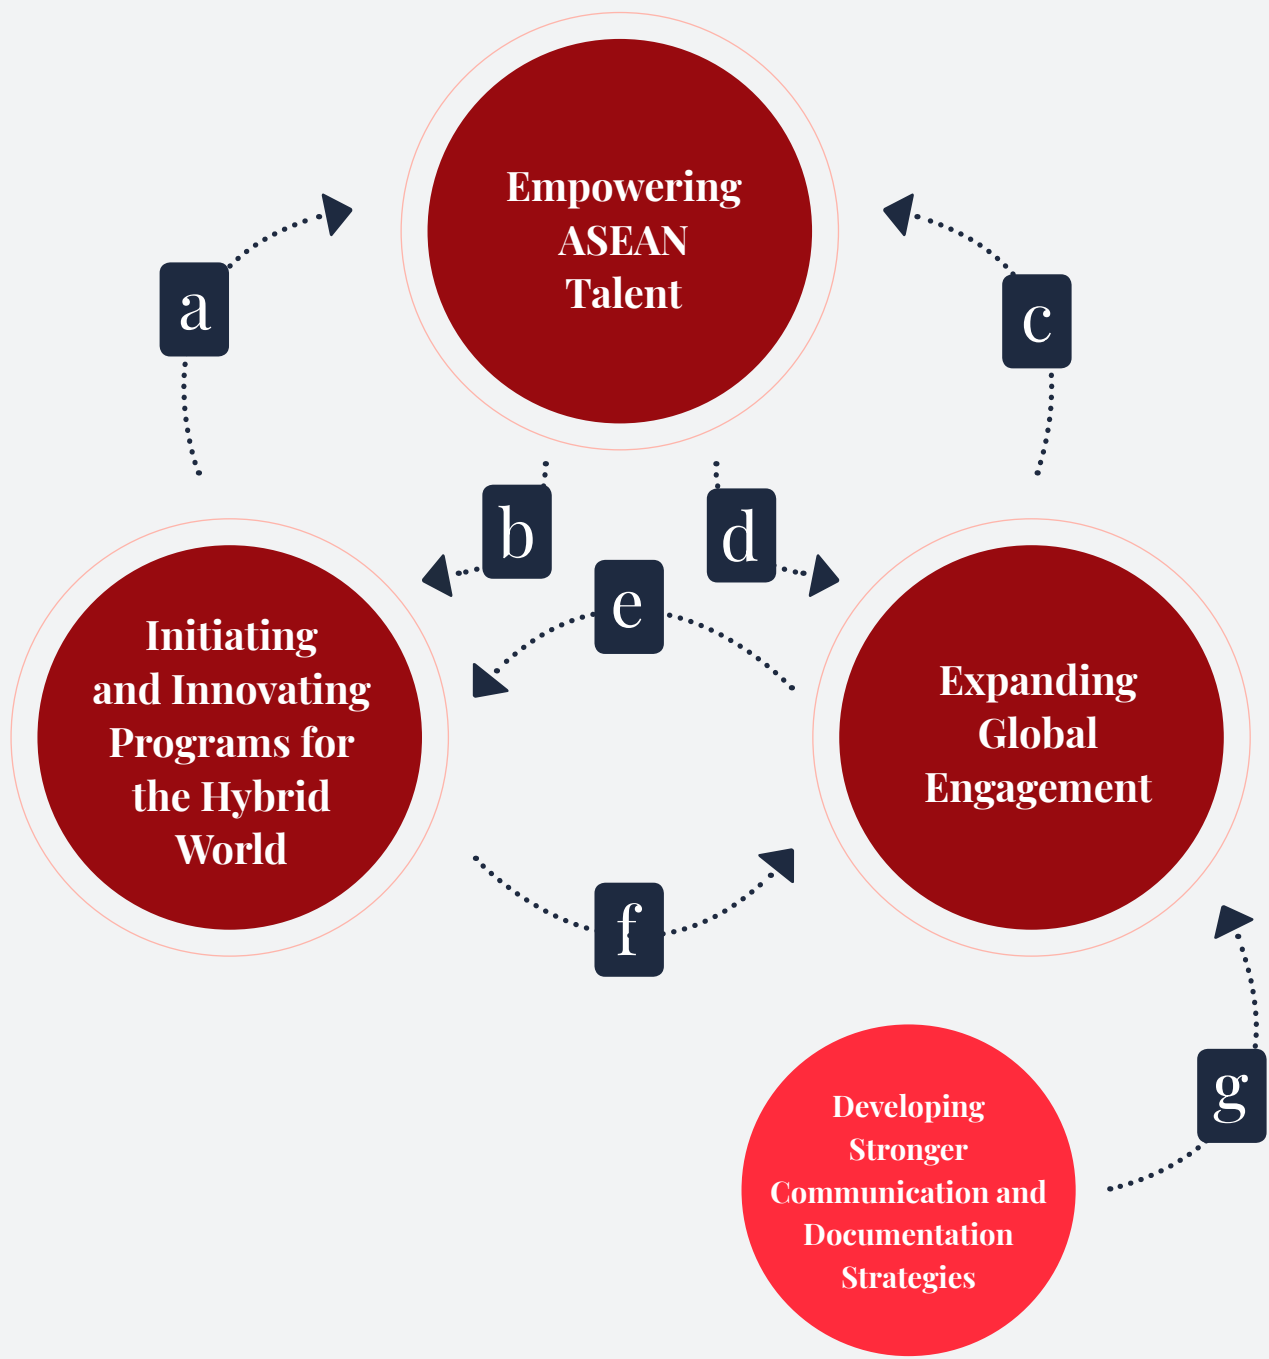 Empowering
ASEAN
Talent
a
c
b
d
e
Initiating
and Innovating
Programs for
the Hybrid
World
Expanding
Global
Engagement
f
g
Developing
Stronger
Communication and
Documentation
Strategies